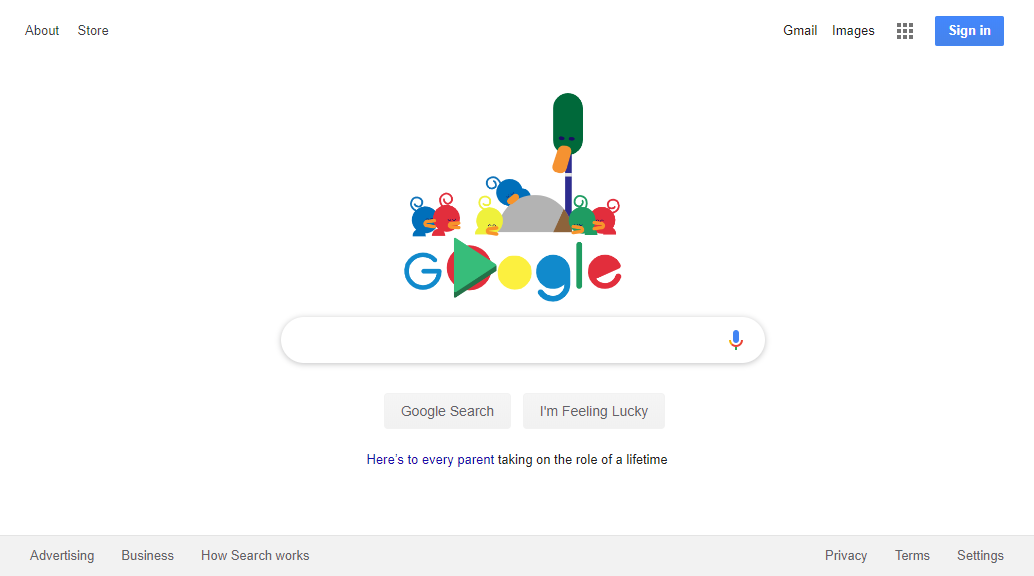 About Store
Gmail Images Sign in
Google
Google Search I'm Feeling Lucky
Here's to every parent taking on the role of a lifetime
Advertising Business How Search works
Privacy Terms Settings